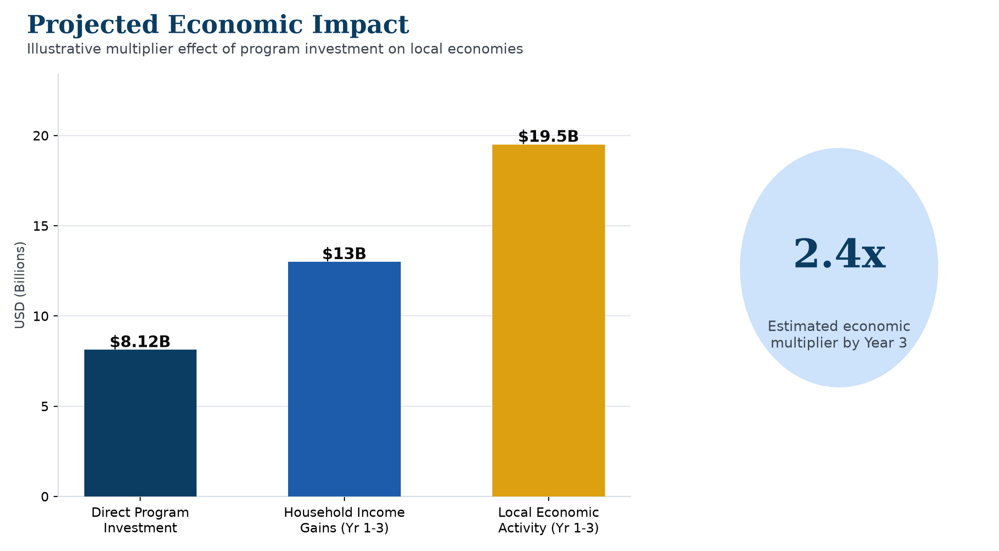 Projected Economic Impact
Illustrative multiplier effect of program investment on local economies
USD (Billions)
20
15
10
5
0
$8.12B
$13B
$19.5B
Direct Program
Investment
Household Income
Gains (Yr 1-3)
Local Economic
Activity (Yr 1-3)
2.4x
Estimated economic
multiplier by Year 3